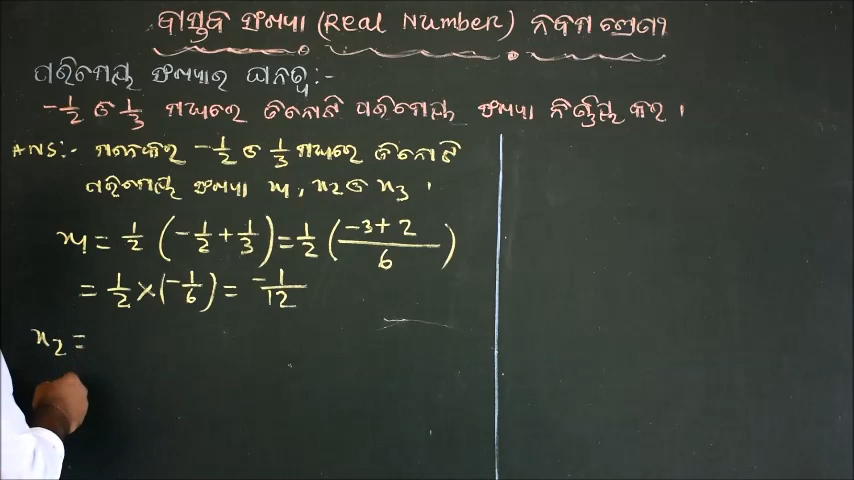 ବାସ୍ତବ ସଂଖ୍ୟା (Real Number) ନବମ ଶ୍ରେଣୀ
ପରିମେୟ ସଂଖ୍ୟାର ଘନତ୍ୱ :-
-1/2 ଓ 1/3 ମଧ୍ୟରେ ତିନୋଟି ପରିମେୟ ସଂଖ୍ୟା ନିର୍ଣ୍ଣୟ କର ।
ANS:- ମନେକର -1/2 ଓ 1/3 ମଧ୍ୟରେ ତିନୋଟି
ପରିମେୟ ସଂଖ୍ୟା x1, x2 ଓ x3 ।
x1 = 1/2 (-1/2 + 1/3) = 1/2 ((-3+2)/6)
= 1/2 × (-1/6) = -1/12
x2 =